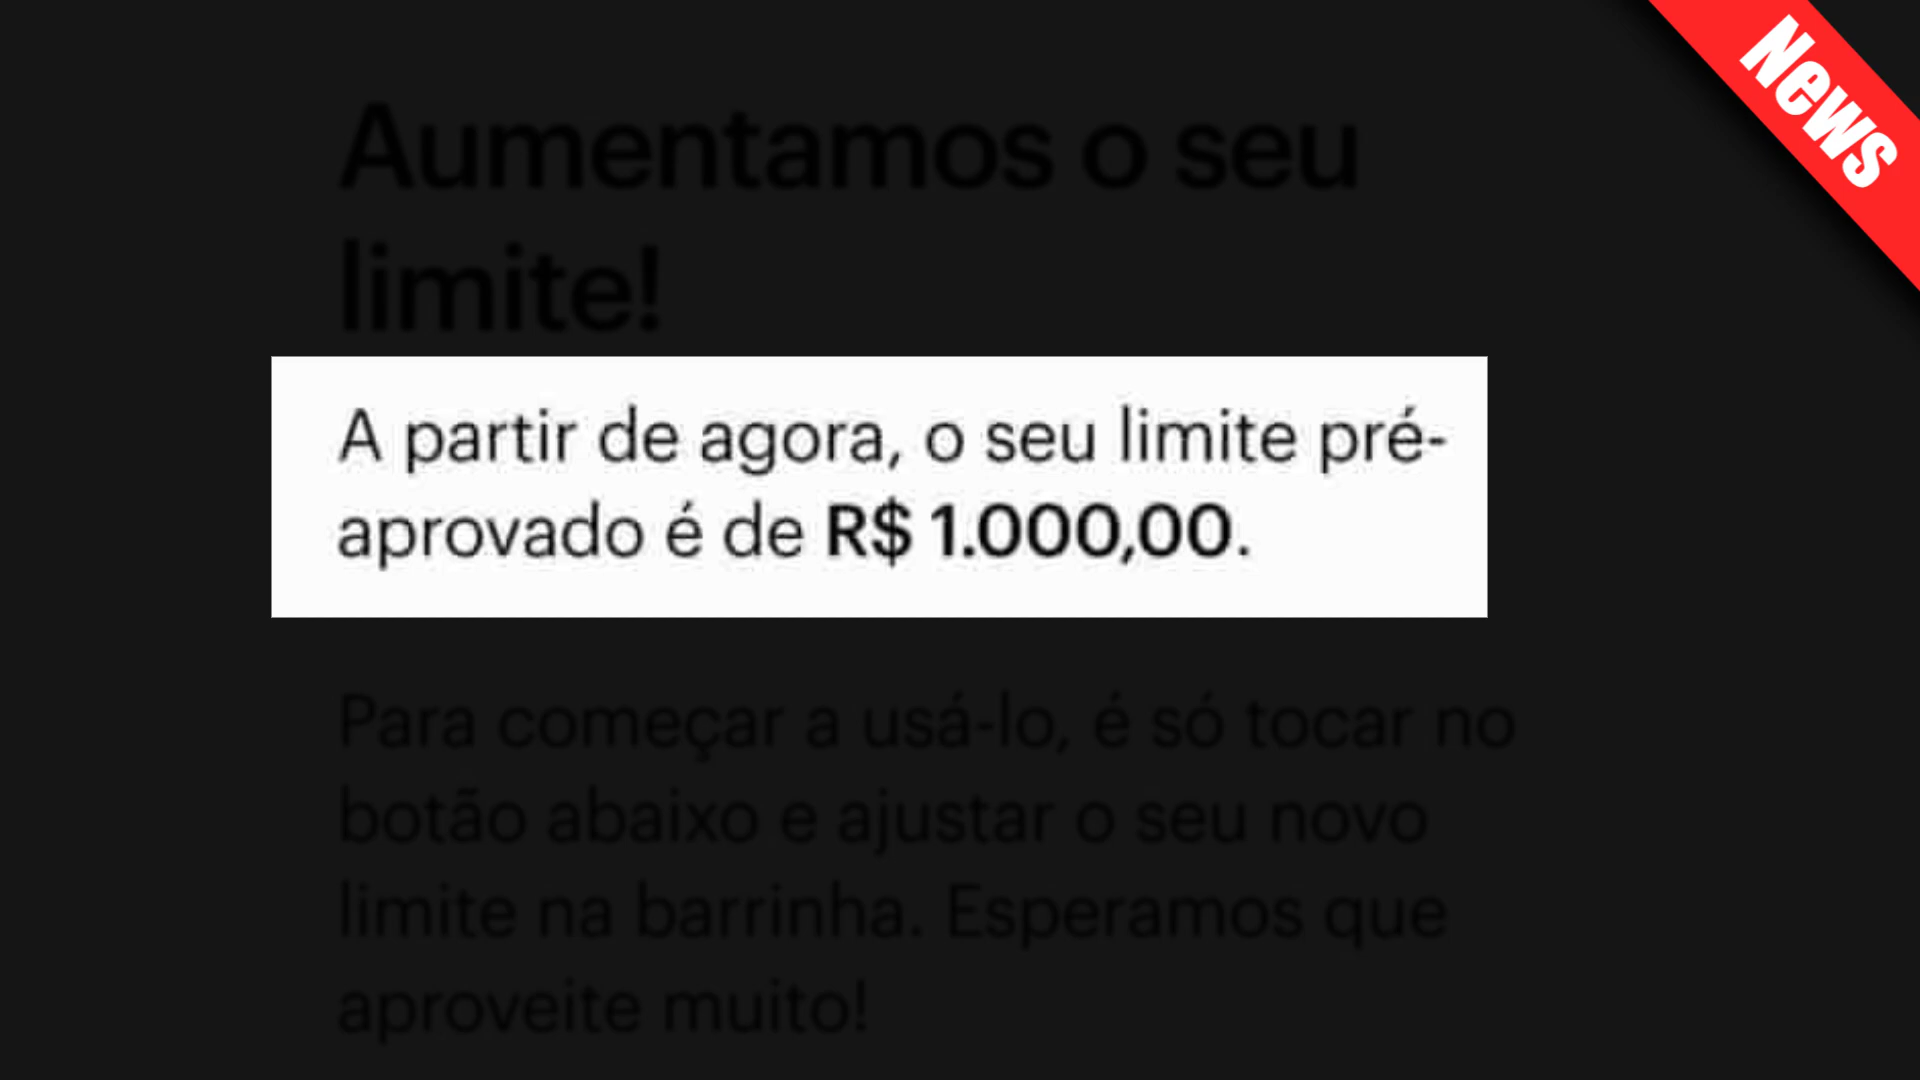 News
Aumentamos o seu
limite!
A partir de agora, o seu limite pré-
aprovado é de R$ 1.000,00.
Para começar a usá-lo, é só tocar no
botão abaixo e ajustar o seu novo
limite na barrinha. Esperamos que
aproveite muito!